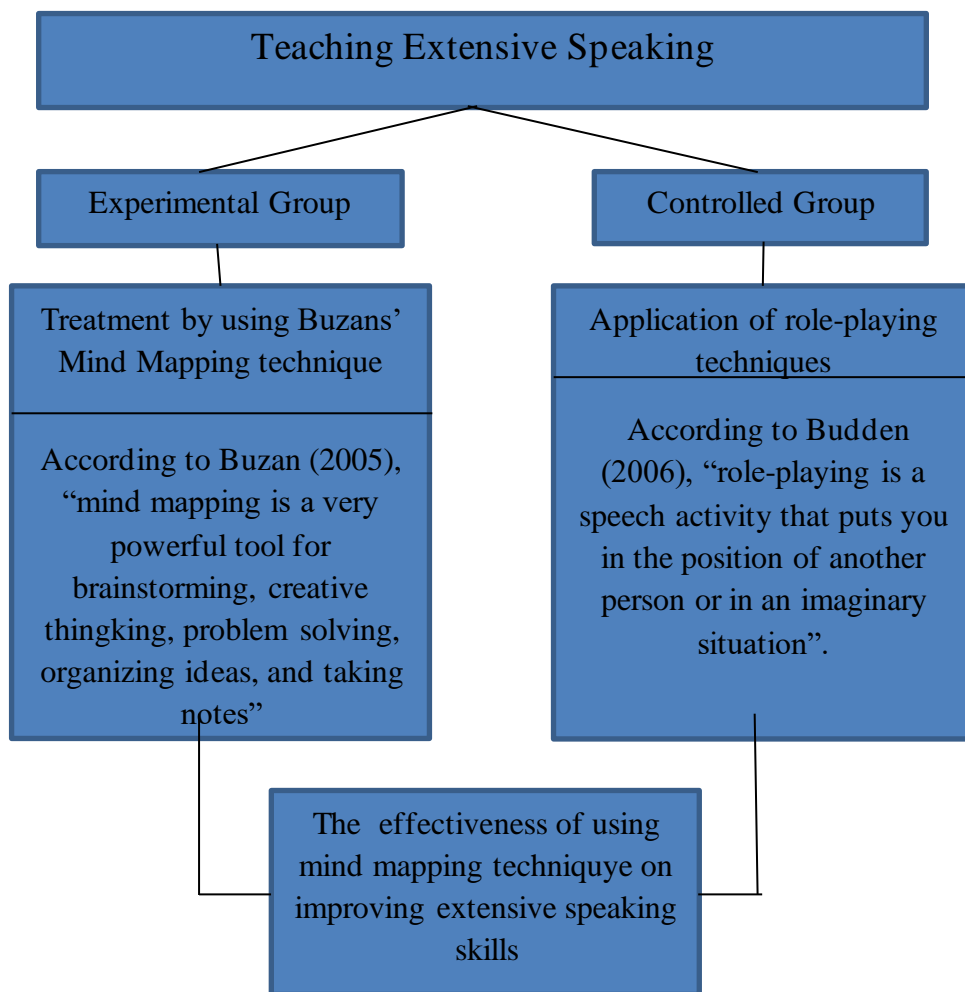 Teaching Extensive Speaking
Experimental Group
Controlled Group
Treatment by using Buzans’
Mind Mapping technique
According to Buzan (2005),
“mind mapping is a very
powerful tool for
brainstorming, creative
thingking, problem solving,
organizing ideas, and taking
notes”
Application of role-playing
techniques
According to Budden
(2006), “role-playing is a
speech activity that puts you
in the position of another
person or in an imaginary
situation”.
The effectiveness of using
mind mapping techniquye on
improving extensive speaking
skills